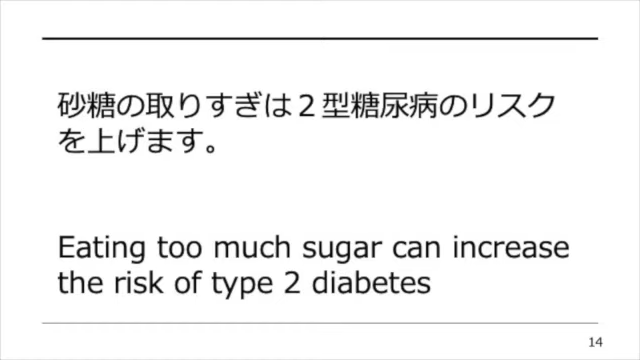 砂糖の取りすぎは２型糖尿病のリスク
を上げます。
Eating too much sugar can increase
the risk of type 2 diabetes
14